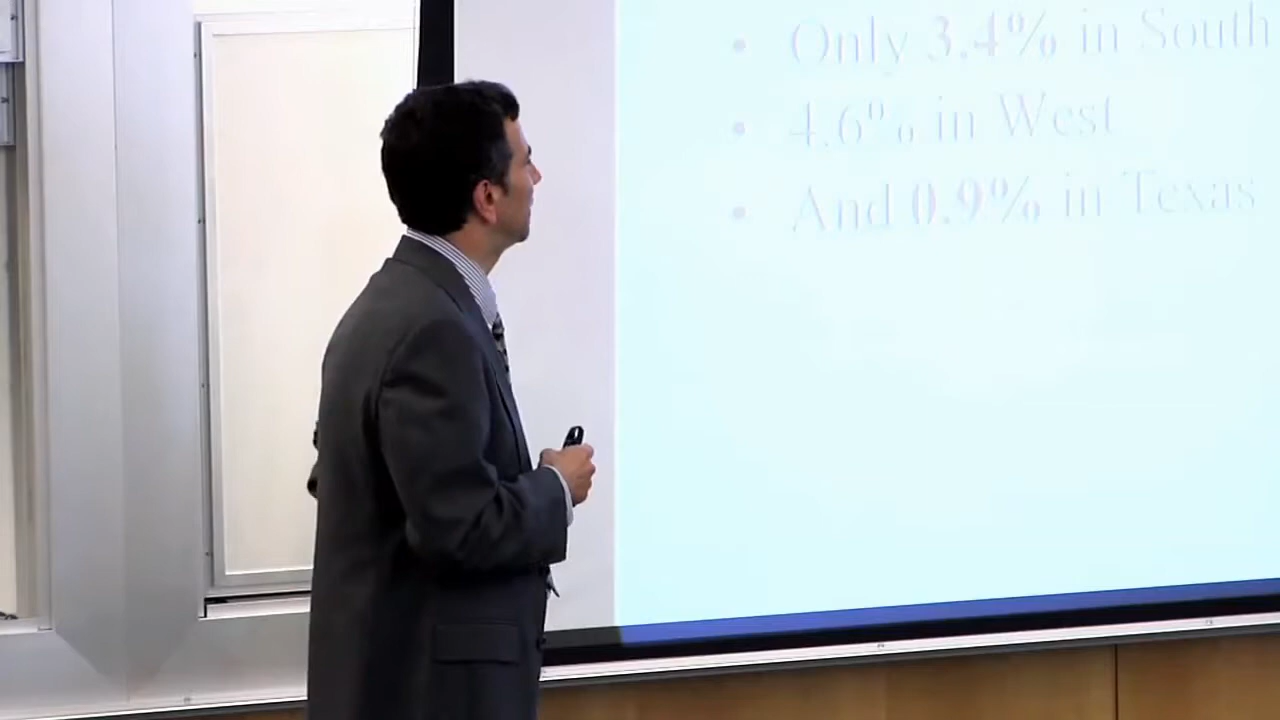 • Only 3.4% in South
• 4.6% in West
• And 0.9% in Texas